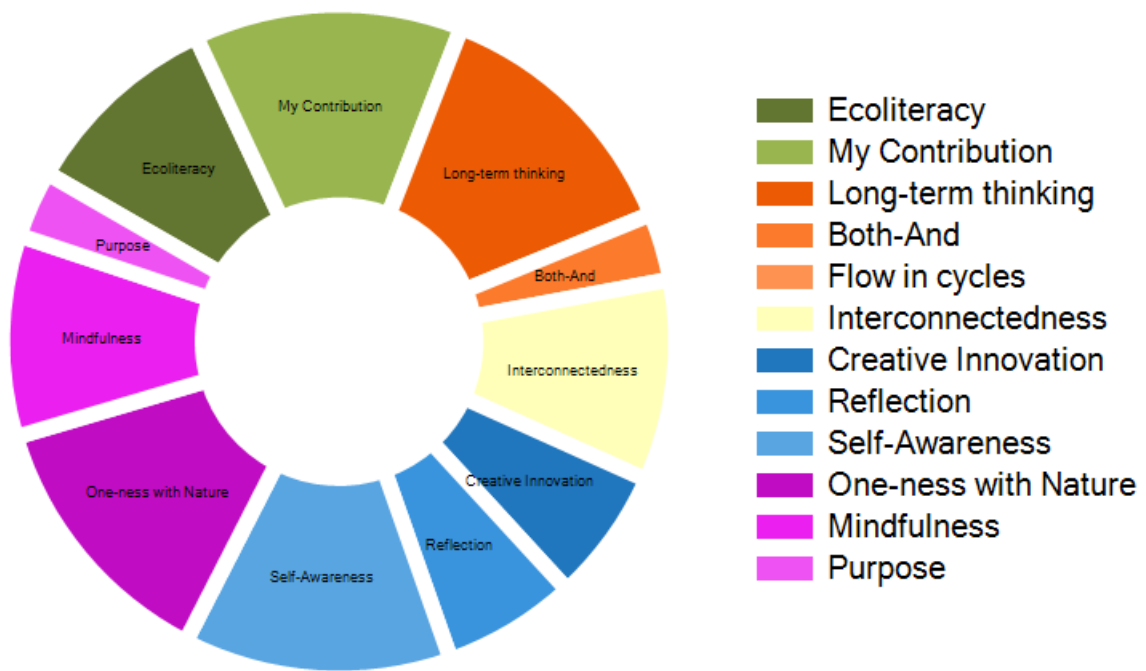 My Contribution
Ecoliteracy
Long-term thinking
Purpose
Both-And
Mindfulness
Interconnectedness
One-ness with Nature
Creative Innovation
Reflection
Self-Awareness
Ecoliteracy
My Contribution
Long-term thinking
Both-And
Flow in cycles
Interconnectedness
Creative Innovation
Reflection
Self-Awareness
One-ness with Nature
Mindfulness
Purpose